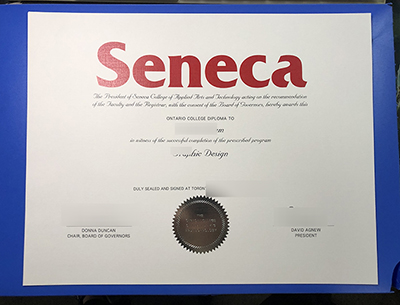 Seneca
The President of Seneca College of Applied Arts and Technology acting on the recommendation
of the Faculty and the Registrar, with the consent of the Board of Governors, hereby awards this
ONTARIO COLLEGE DIPLOMA TO
in witness of the successful completion of the prescribed program
Graphic Design
DULY SEALED AND SIGNED AT TORON
DONNA DUNCAN
CHAIR, BOARD OF GOVERNORS
DAVID AGNEW
PRESIDENT